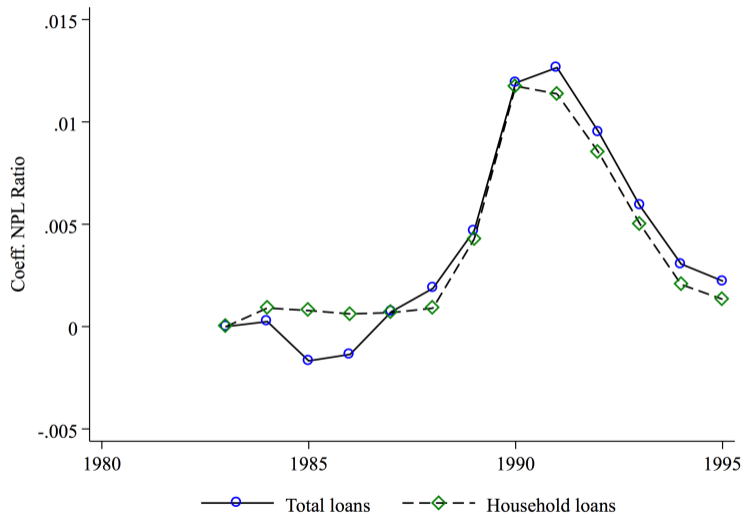 .015
.01
.005
0
-.005
Coeff. NPL Ratio
1980 1985 1990 1995
Total loans Household loans